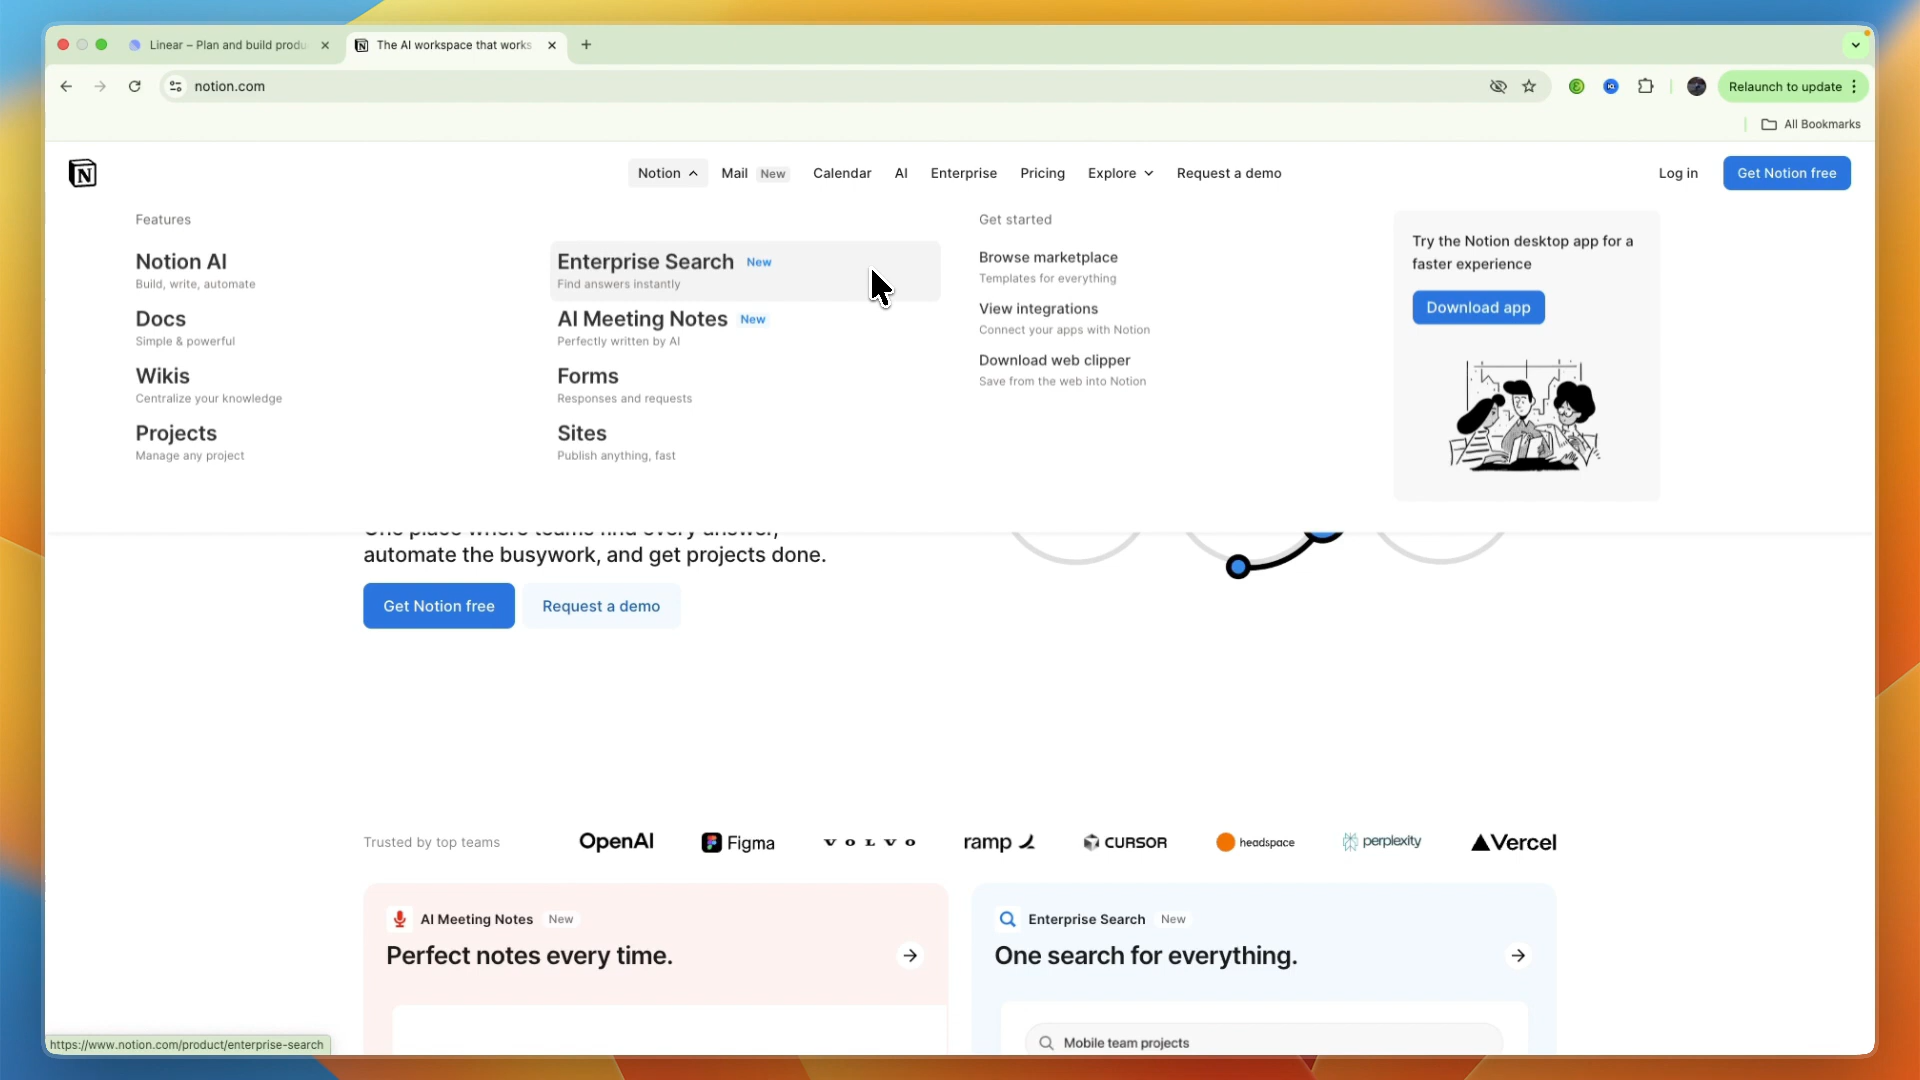 Linear – Plan and build produ
The AI workspace that works
notion.com
Relaunch to update
All Bookmarks
Notion
Mail New
Calendar
AI
Enterprise
Pricing
Explore
Request a demo
Log in
Get Notion free
Features
Notion AI
Build, write, automate
Docs
Simple & powerful
Wikis
Centralize your knowledge
Projects
Manage any project
Enterprise Search New
Find answers instantly
AI Meeting Notes New
Perfectly written by AI
Forms
Responses and requests
Sites
Publish anything, fast
Get started
Browse marketplace
Templates for everything
View integrations
Connect your apps with Notion
Download web clipper
Save from the web into Notion
Try the Notion desktop app for a
faster experience
Download app
One place where teams find every answer,
automate the busywork, and get projects done.
Get Notion free
Request a demo
Trusted by top teams
OpenAI
Figma
VOLVO
ramp
CURSOR
headspace
perplexity
Vercel
AI Meeting Notes New
Perfect notes every time.
Enterprise Search New
One search for everything.
Mobile team projects
https://www.notion.com/product/enterprise-search